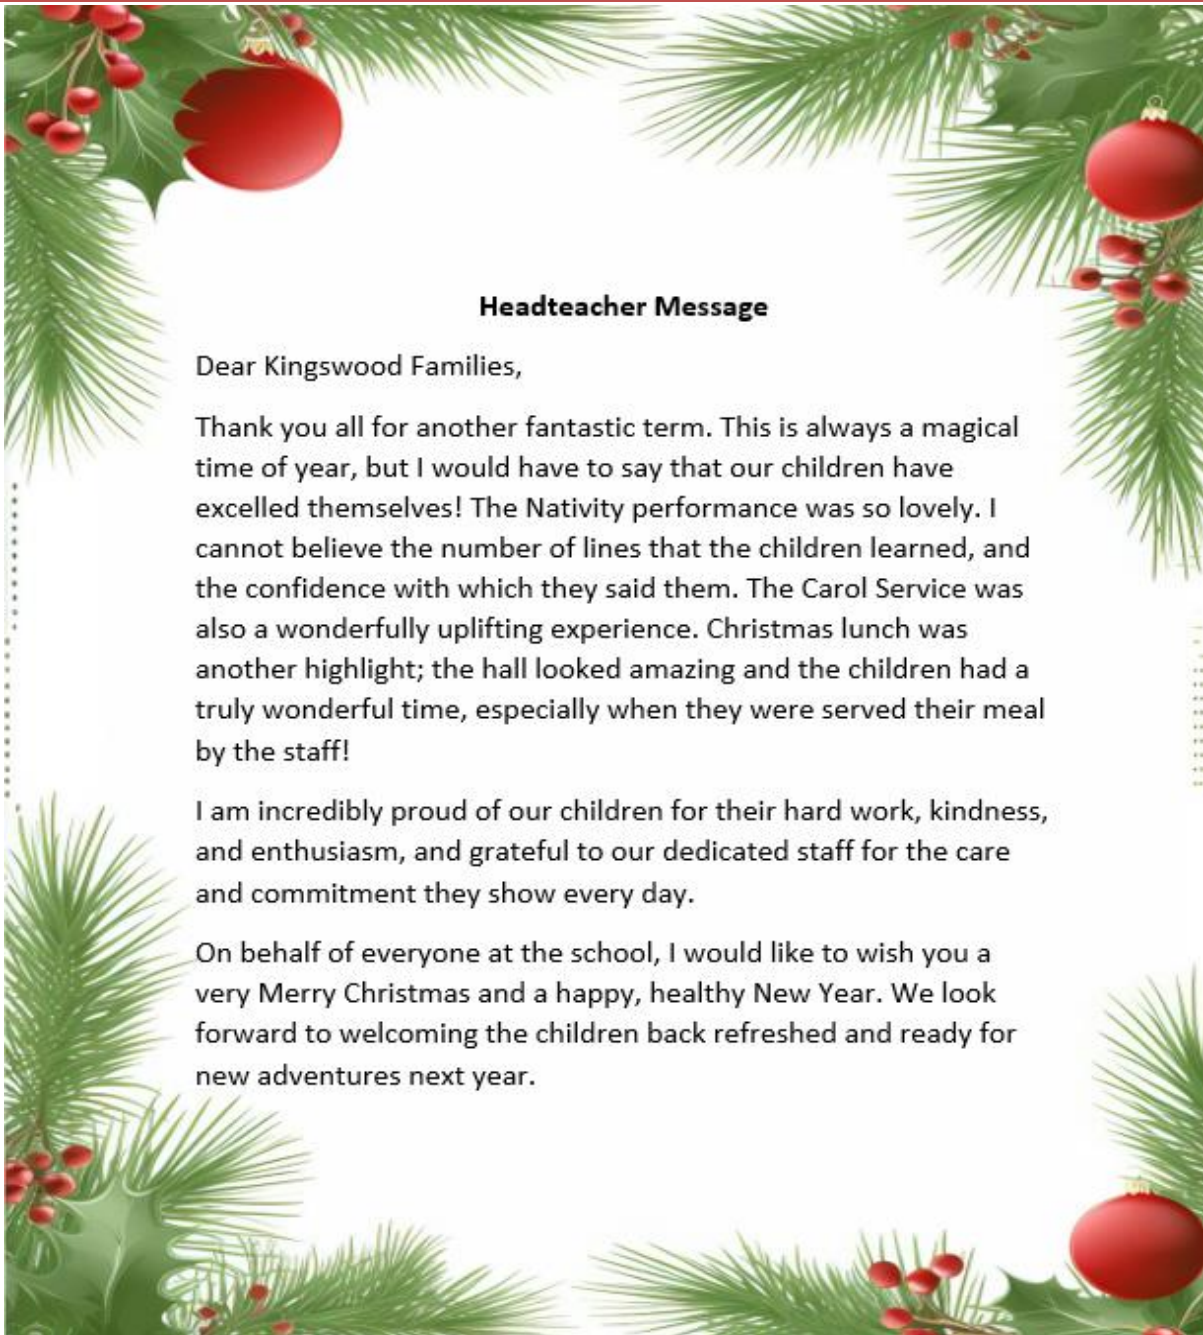 Headteacher Message
Dear Kingswood Families,
Thank you all for another fantastic term. This is always a magical
time of year, but I would have to say that our children have
excelled themselves! The Nativity performance was so lovely. I
cannot believe the number of lines that the children learned, and
the confidence with which they said them. The Carol Service was
also a wonderfully uplifting experience. Christmas lunch was
another highlight; the hall looked amazing and the children had a
truly wonderful time, especially when they were served their meal
by the staff!
I am incredibly proud of our children for their hard work, kindness,
and enthusiasm, and grateful to our dedicated staff for the care
and commitment they show every day.
On behalf of everyone at the school, I would like to wish you a
very Merry Christmas and a happy, healthy New Year. We look
forward to welcoming the children back refreshed and ready for
new adventures next year.